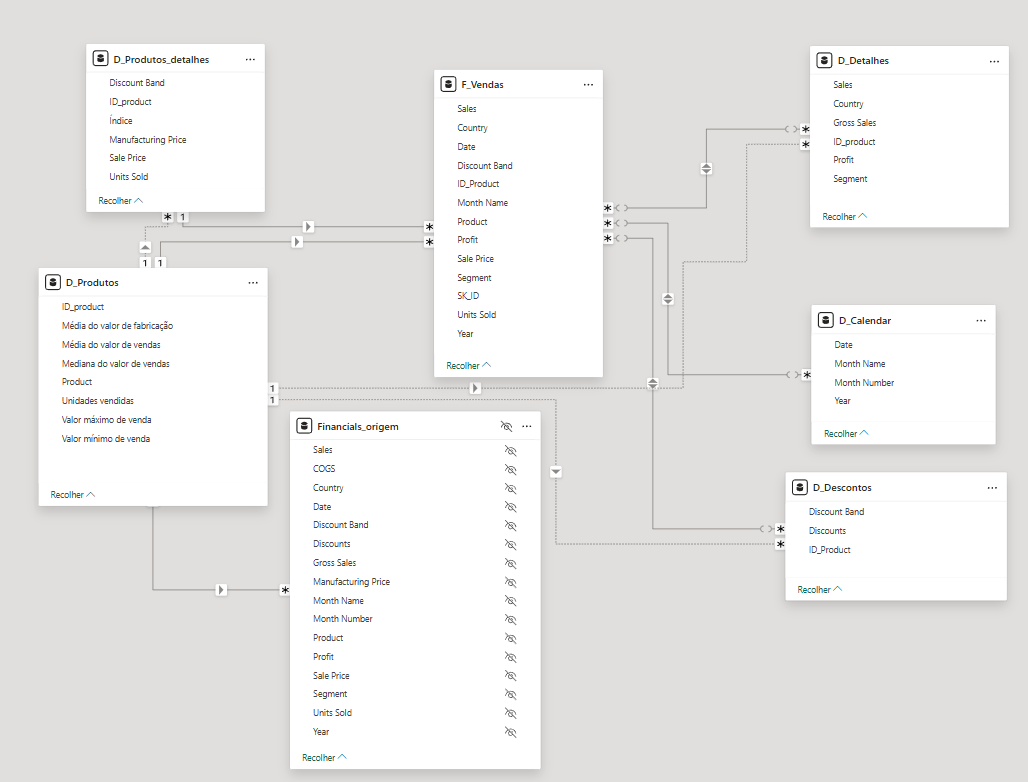 D_Produtos_detalhes
Discount Band
ID_product
Índice
Manufacturing Price
Sale Price
Units Sold
Recolher
* 1
1 1
D_Produtos
ID_product
Média do valor de fabricação
Média do valor de vendas
Mediana do valor de vendas
Product
Unidades vendidas
Valor máximo de venda
Valor mínimo de venda
Recolher
1
1
F_Vendas
Sales
Country
Date
Discount Band
ID_Product
Month Name
Product
Profit
Sale Price
Segment
SK_ID
Units Sold
Year
Recolher
*
*
*
*
*
Financials_origem
Sales
COGS
Country
Date
Discount Band
Discounts
Gross Sales
Manufacturing Price
Month Name
Month Number
Product
Profit
Sale Price
Segment
Units Sold
Year
Recolher
*
D_Detalhes
Sales
Country
Gross Sales
ID_product
Profit
Segment
Recolher
*
*
D_Calendar
Date
Month Name
Month Number
Year
Recolher
*
D_Descontos
Discount Band
Discounts
ID_Product
Recolher
*
*